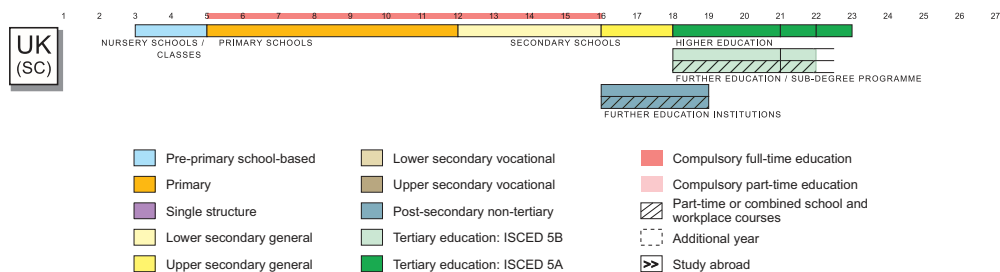 1 2 3 4 5 6 7 8 9 10 11 12 13 14 15 16 17 18 19 20 21 22 23 24 25 26 27
UK
(SC)
NURSERY SCHOOLS /
CLASSES
PRIMARY SCHOOLS
SECONDARY SCHOOLS
HIGHER EDUCATION
FURTHER EDUCATION / SUB-DEGREE PROGRAMME
FURTHER EDUCATION INSTITUTIONS
Pre-primary school-based
Primary
Single structure
Lower secondary general
Upper secondary general
Lower secondary vocational
Upper secondary vocational
Post-secondary non-tertiary
Tertiary education: ISCED 5B
Tertiary education: ISCED 5A
Compulsory full-time education
Compulsory part-time education
Part-time or combined school and
workplace courses
Additional year
>> Study abroad